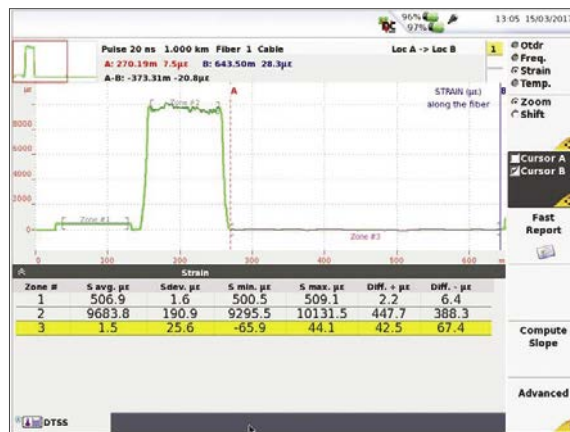 96%
97%
13:05 15/03/201
Pulse 20 ns 1.000 km Fiber 1 Cable
Loc A -> Loc B
1
A: 270.19m 7.5µε B: 643.50m 28.3µε
A-B: -373.31m -20.8µε
Otdr
Freq.
Strain
Temp.
Zoom
Shift
Cursor A
Cursor B
Fast
Report
Compute
Slope
Advanced
µε
A
STRAIN (µε)
along the fiber
B
8000
6000
4000
2000
0
Zone #2
Zone #1
Zone #3
0 100 200 300 400 500 600 m
Strain
Zone # S avg. µε Sdev. µε S min. µε S max. µε Diff. + µε Diff. - µε
1 506.9 1.6 500.5 509.1 2.2 6.4
2 9683.8 190.9 9295.5 10131.5 447.7 388.3
3 1.5 25.6 -65.9 44.1 42.5 67.4
DTSS